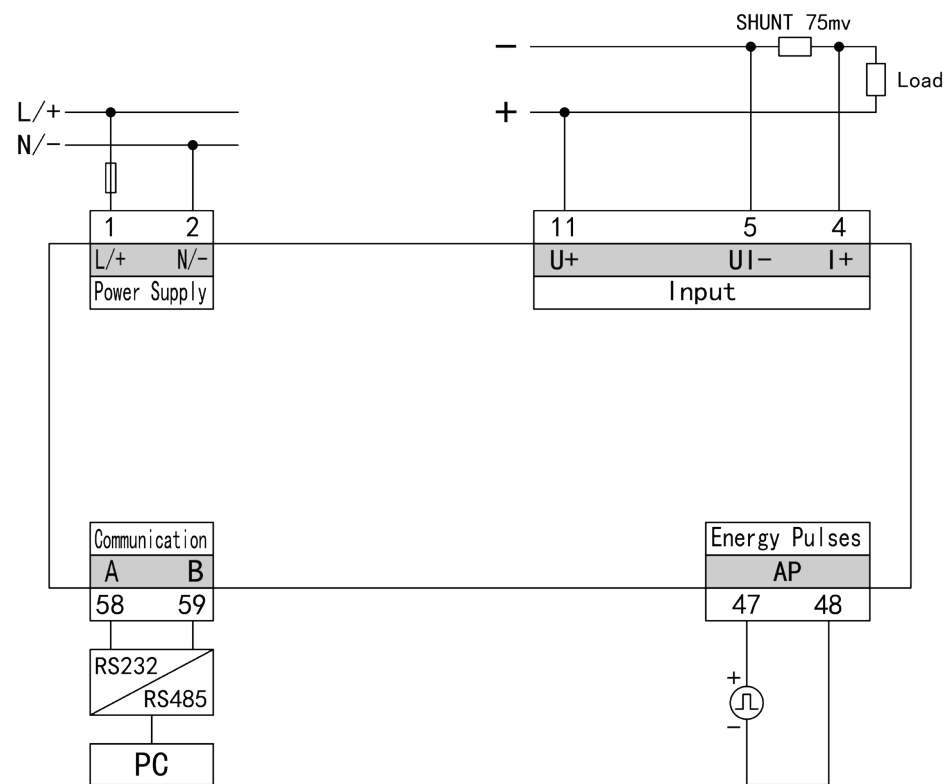 SHUNT 75mv
−
Load
L/+
+
N/−
1 2
11 5 4
L/+ N/−
U+ UI− I+
Power Supply
Input
Communication
Energy Pulses
A B
AP
58 59
47 48
RS232
+
RS485
−
PC